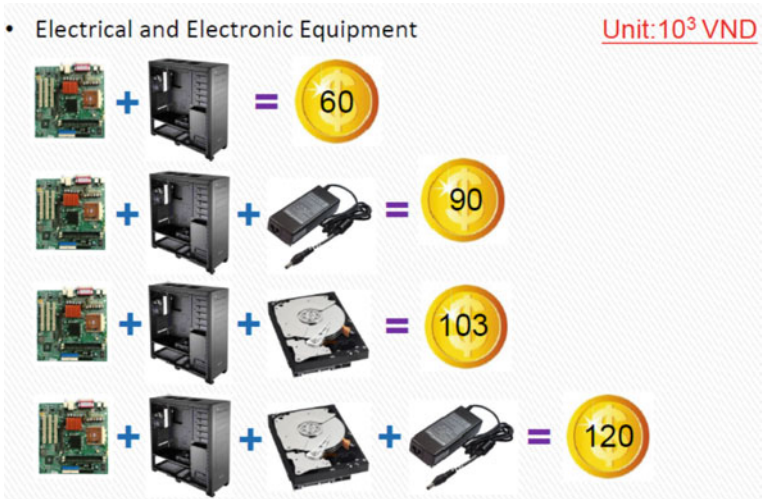 • Electrical and Electronic Equipment
Unit:10³ VND
+ = 60
+ + = 90
+ + = 103
+ + + = 120